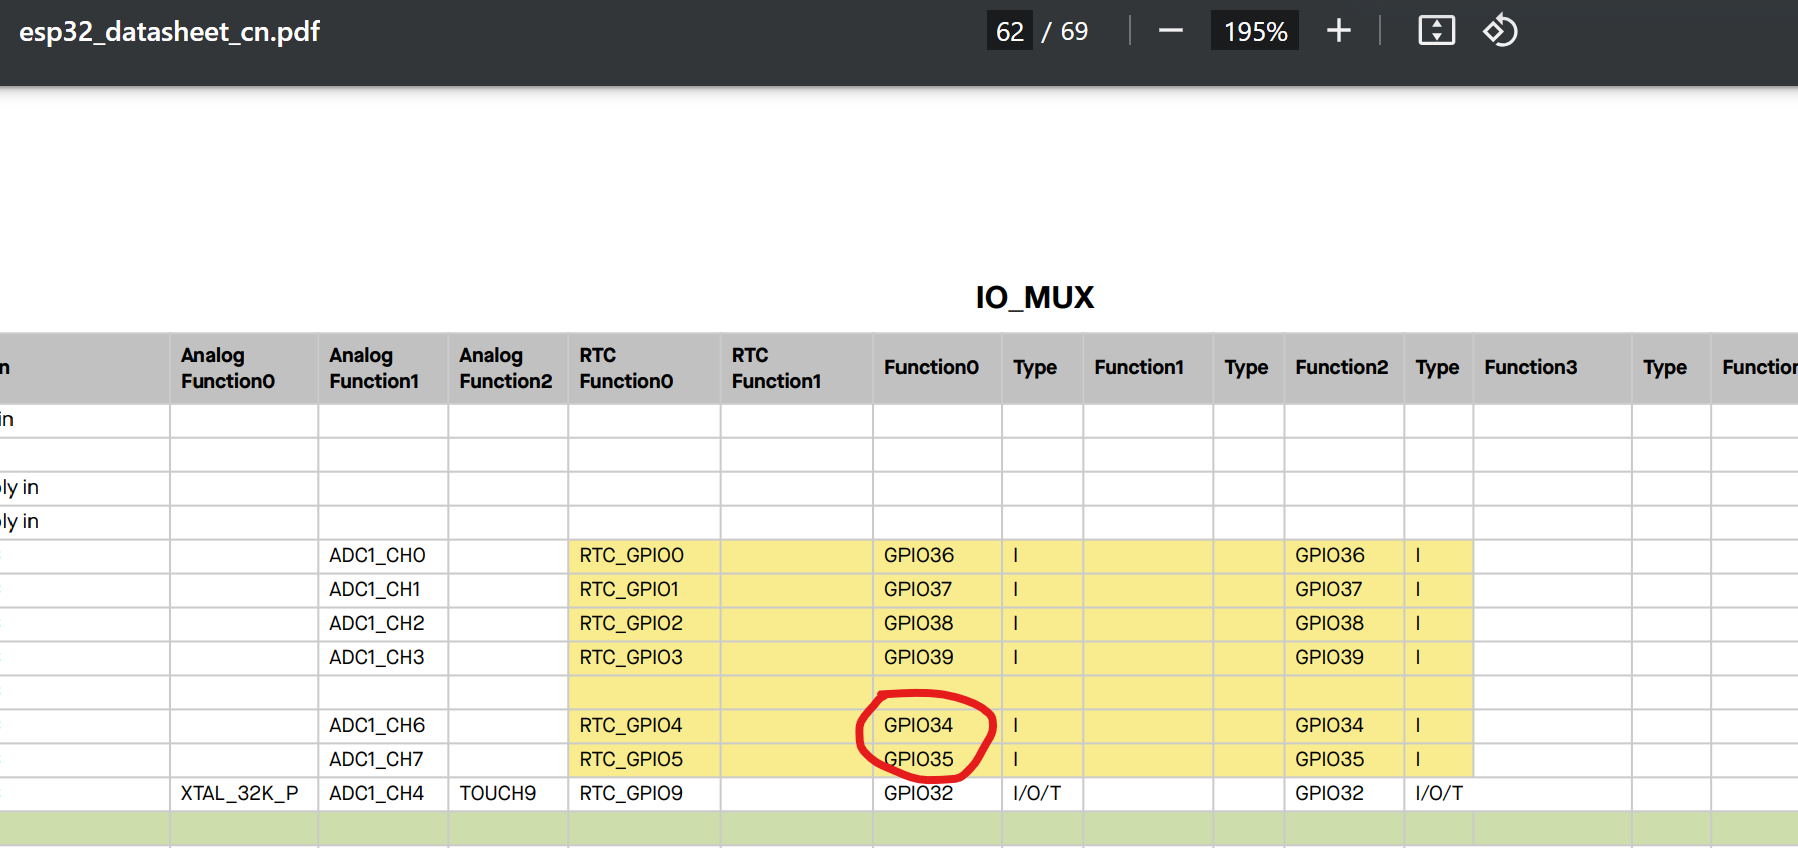 esp32_datasheet_cn.pdf 62 / 69 195%
IO_MUX
n Analog Function0 Analog Function1 Analog Function2 RTC Function0 RTC Function1 Function0 Type Function1 Type Function2 Type Function3 Type Function
in
ly in
ly in
ADC1_CH0 RTC_GPIO0 GPIO36 I GPIO36 I
ADC1_CH1 RTC_GPIO1 GPIO37 I GPIO37 I
ADC1_CH2 RTC_GPIO2 GPIO38 I GPIO38 I
ADC1_CH3 RTC_GPIO3 GPIO39 I GPIO39 I
ADC1_CH6 RTC_GPIO4 GPIO34 I GPIO34 I
ADC1_CH7 RTC_GPIO5 GPIO35 I GPIO35 I
XTAL_32K_P ADC1_CH4 TOUCH9 RTC_GPIO9 GPIO32 I/O/T GPIO32 I/O/T